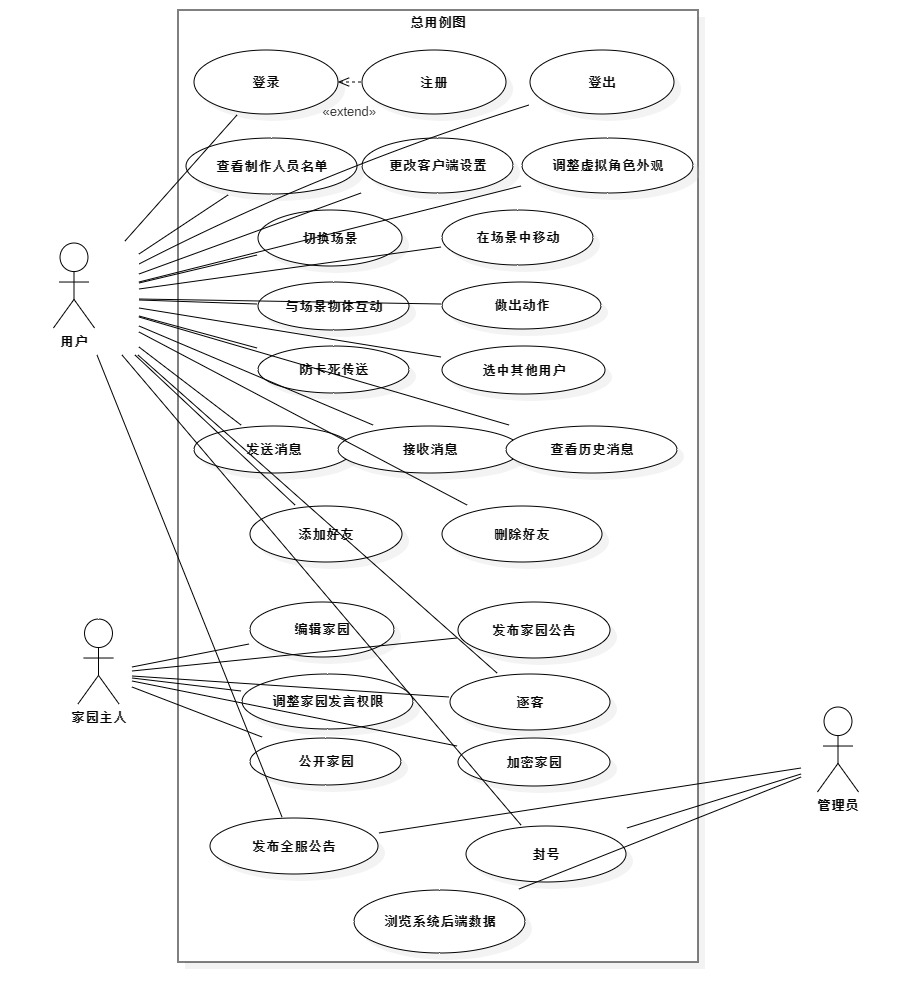 总用例图
登录
注册
登出
«extend»
查看制作人员名单
更改客户端设置
调整虚拟角色外观
切换场景
在场景中移动
与场景物体互动
做出动作
用户
防卡死传送
选中其他用户
发送消息
接收消息
查看历史消息
添加好友
删除好友
编辑家园
发布家园公告
调整家园发言权限
逐客
家园主人
公开家园
加密家园
管理员
发布全服公告
封号
浏览系统后端数据